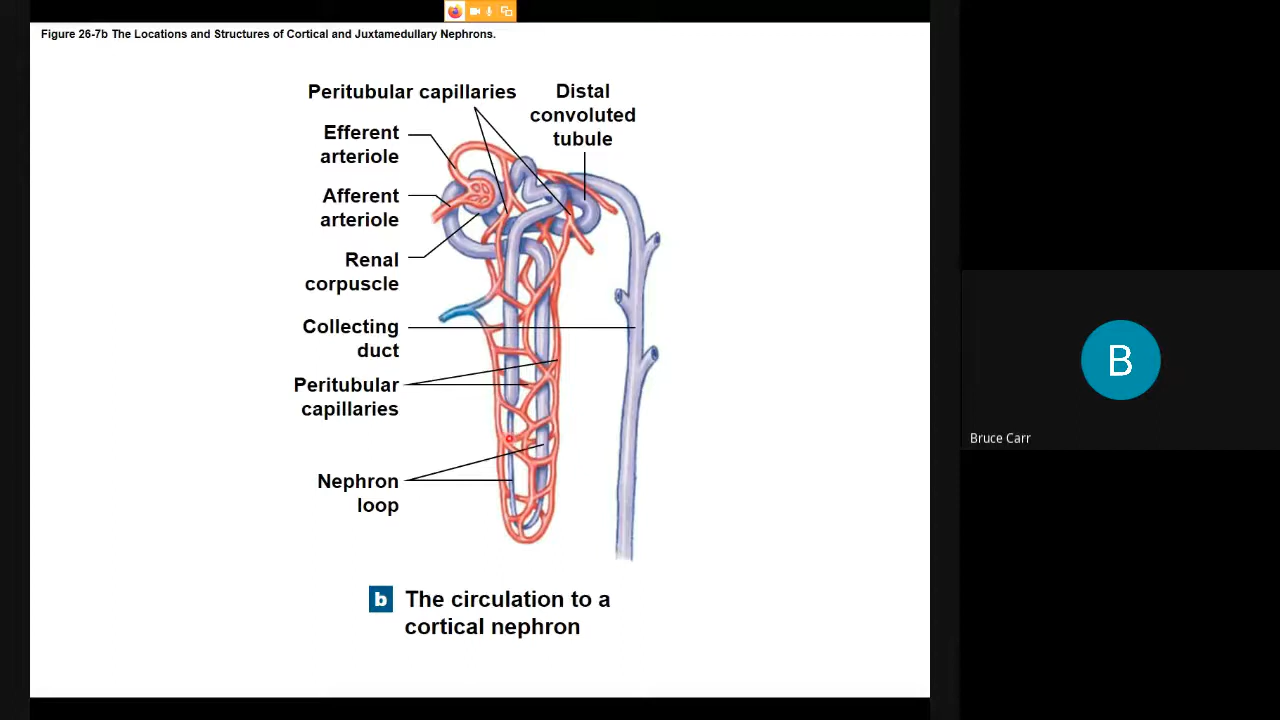 Figure 26-7b The Locations and Structures of Cortical and Juxtamedullary Nephrons.
Peritubular capillaries
Distal
convoluted
tubule
Efferent
arteriole
Afferent
arteriole
Renal
corpuscle
Collecting
duct
Peritubular
capillaries
Nephron
loop
b The circulation to a
cortical nephron
B
Bruce Carr